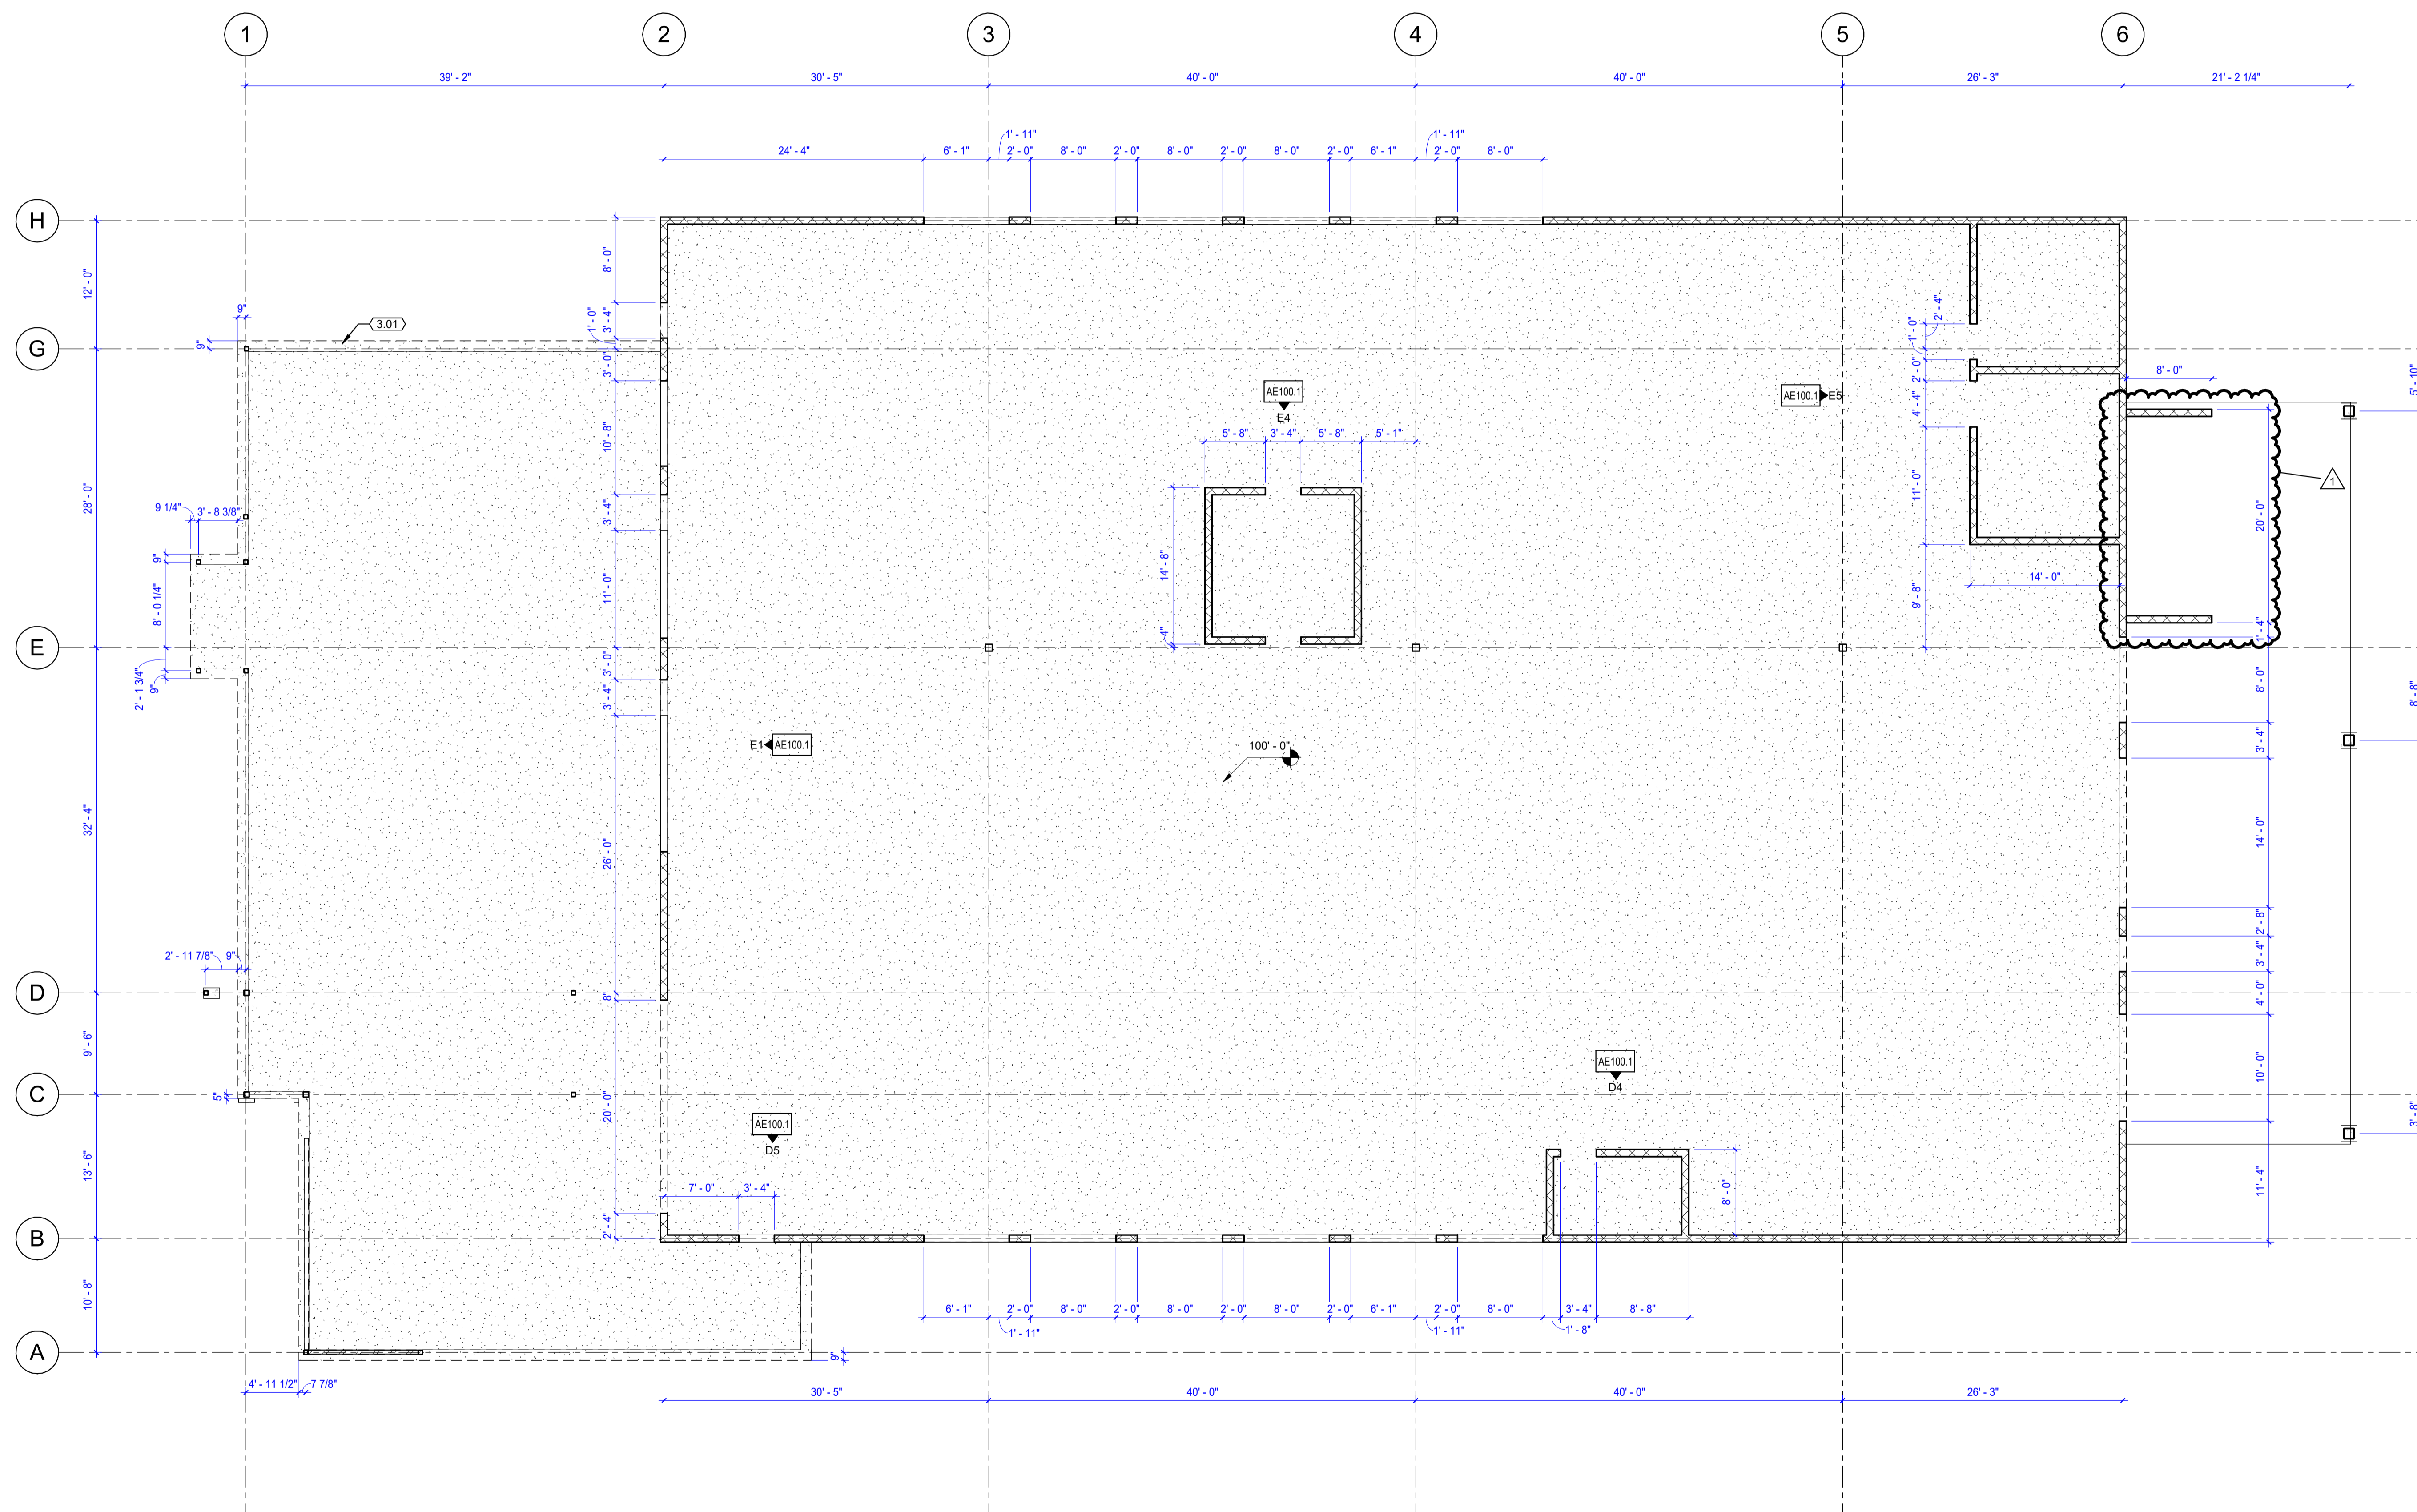 1 2 3 4 5 6
39' - 2" 30' - 5" 40' - 0" 40' - 0" 26' - 3" 21' - 2 1/4"
1' - 11" 1' - 11"
24' - 4" 6' - 1" 2' - 0" 8' - 0" 2' - 0" 8' - 0" 2' - 0" 8' - 0" 2' - 0" 6' - 1" 2' - 0" 8' - 0"
H
12' - 0"
8' - 0"
9"
3.01
1' - 0"
3' - 4"
2' - 4"
1' - 0"
G
9"
3' - 0"
2' - 0"
8' - 0"
5' - 10"
AE100.1
E4
AE100.1
E5
4' - 4"
10' - 8"
5' - 8" 3' - 4" 5' - 8" 5' - 1"
1
28' - 0"
9 1/4"
3' - 8 3/8"
3' - 4"
11' - 0"
20' - 0"
9"
14' - 8"
8' - 0 1/4"
11' - 0"
14' - 0"
9' - 8"
4"
1' - 4"
E
2' - 1 3/4"
9"
3' - 0"
3' - 4"
8' - 0"
8' - 8"
E1
AE100.1
100' - 0"
3' - 4"
32' - 4"
26' - 0"
14' - 0"
2' - 8"
2' - 11 7/8"
9"
3' - 4"
D
8"
4' - 0"
9' - 6"
10' - 0"
AE100.1
D4
C
5"
20' - 0"
3' - 8"
AE100.1
D5
13' - 6"
7' - 0" 3' - 4"
8' - 0"
11' - 4"
B
2' - 4"
10' - 8"
6' - 1" 2' - 0" 8' - 0" 2' - 0" 8' - 0" 2' - 0" 8' - 0" 2' - 0" 6' - 1" 2' - 0" 8' - 0" 3' - 4" 8' - 8"
1' - 11" 1' - 11" 1' - 8"
A
9"
4' - 11 1/2" 7 7/8"
30' - 5" 40' - 0" 40' - 0" 26' - 3"